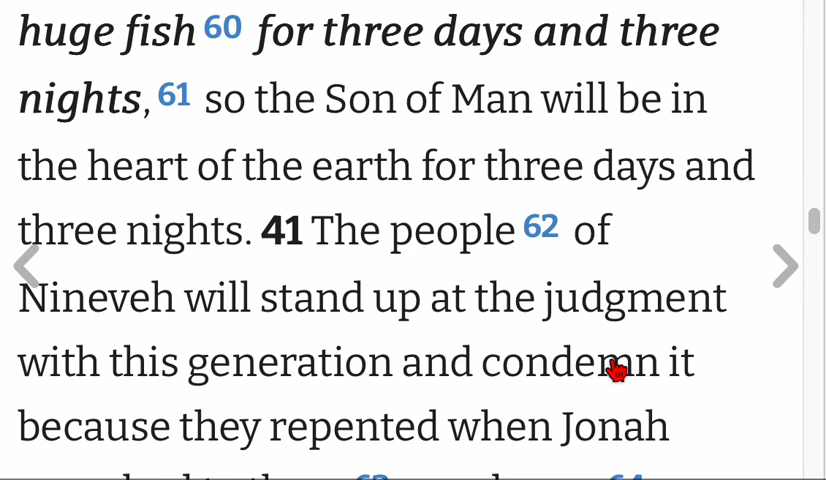 huge fish 60 for three days and three
nights, 61 so the Son of Man will be in
the heart of the earth for three days and
three nights. 41 The people 62 of
Nineveh will stand up at the judgment
with this generation and condemn it
because they repented when Jonah